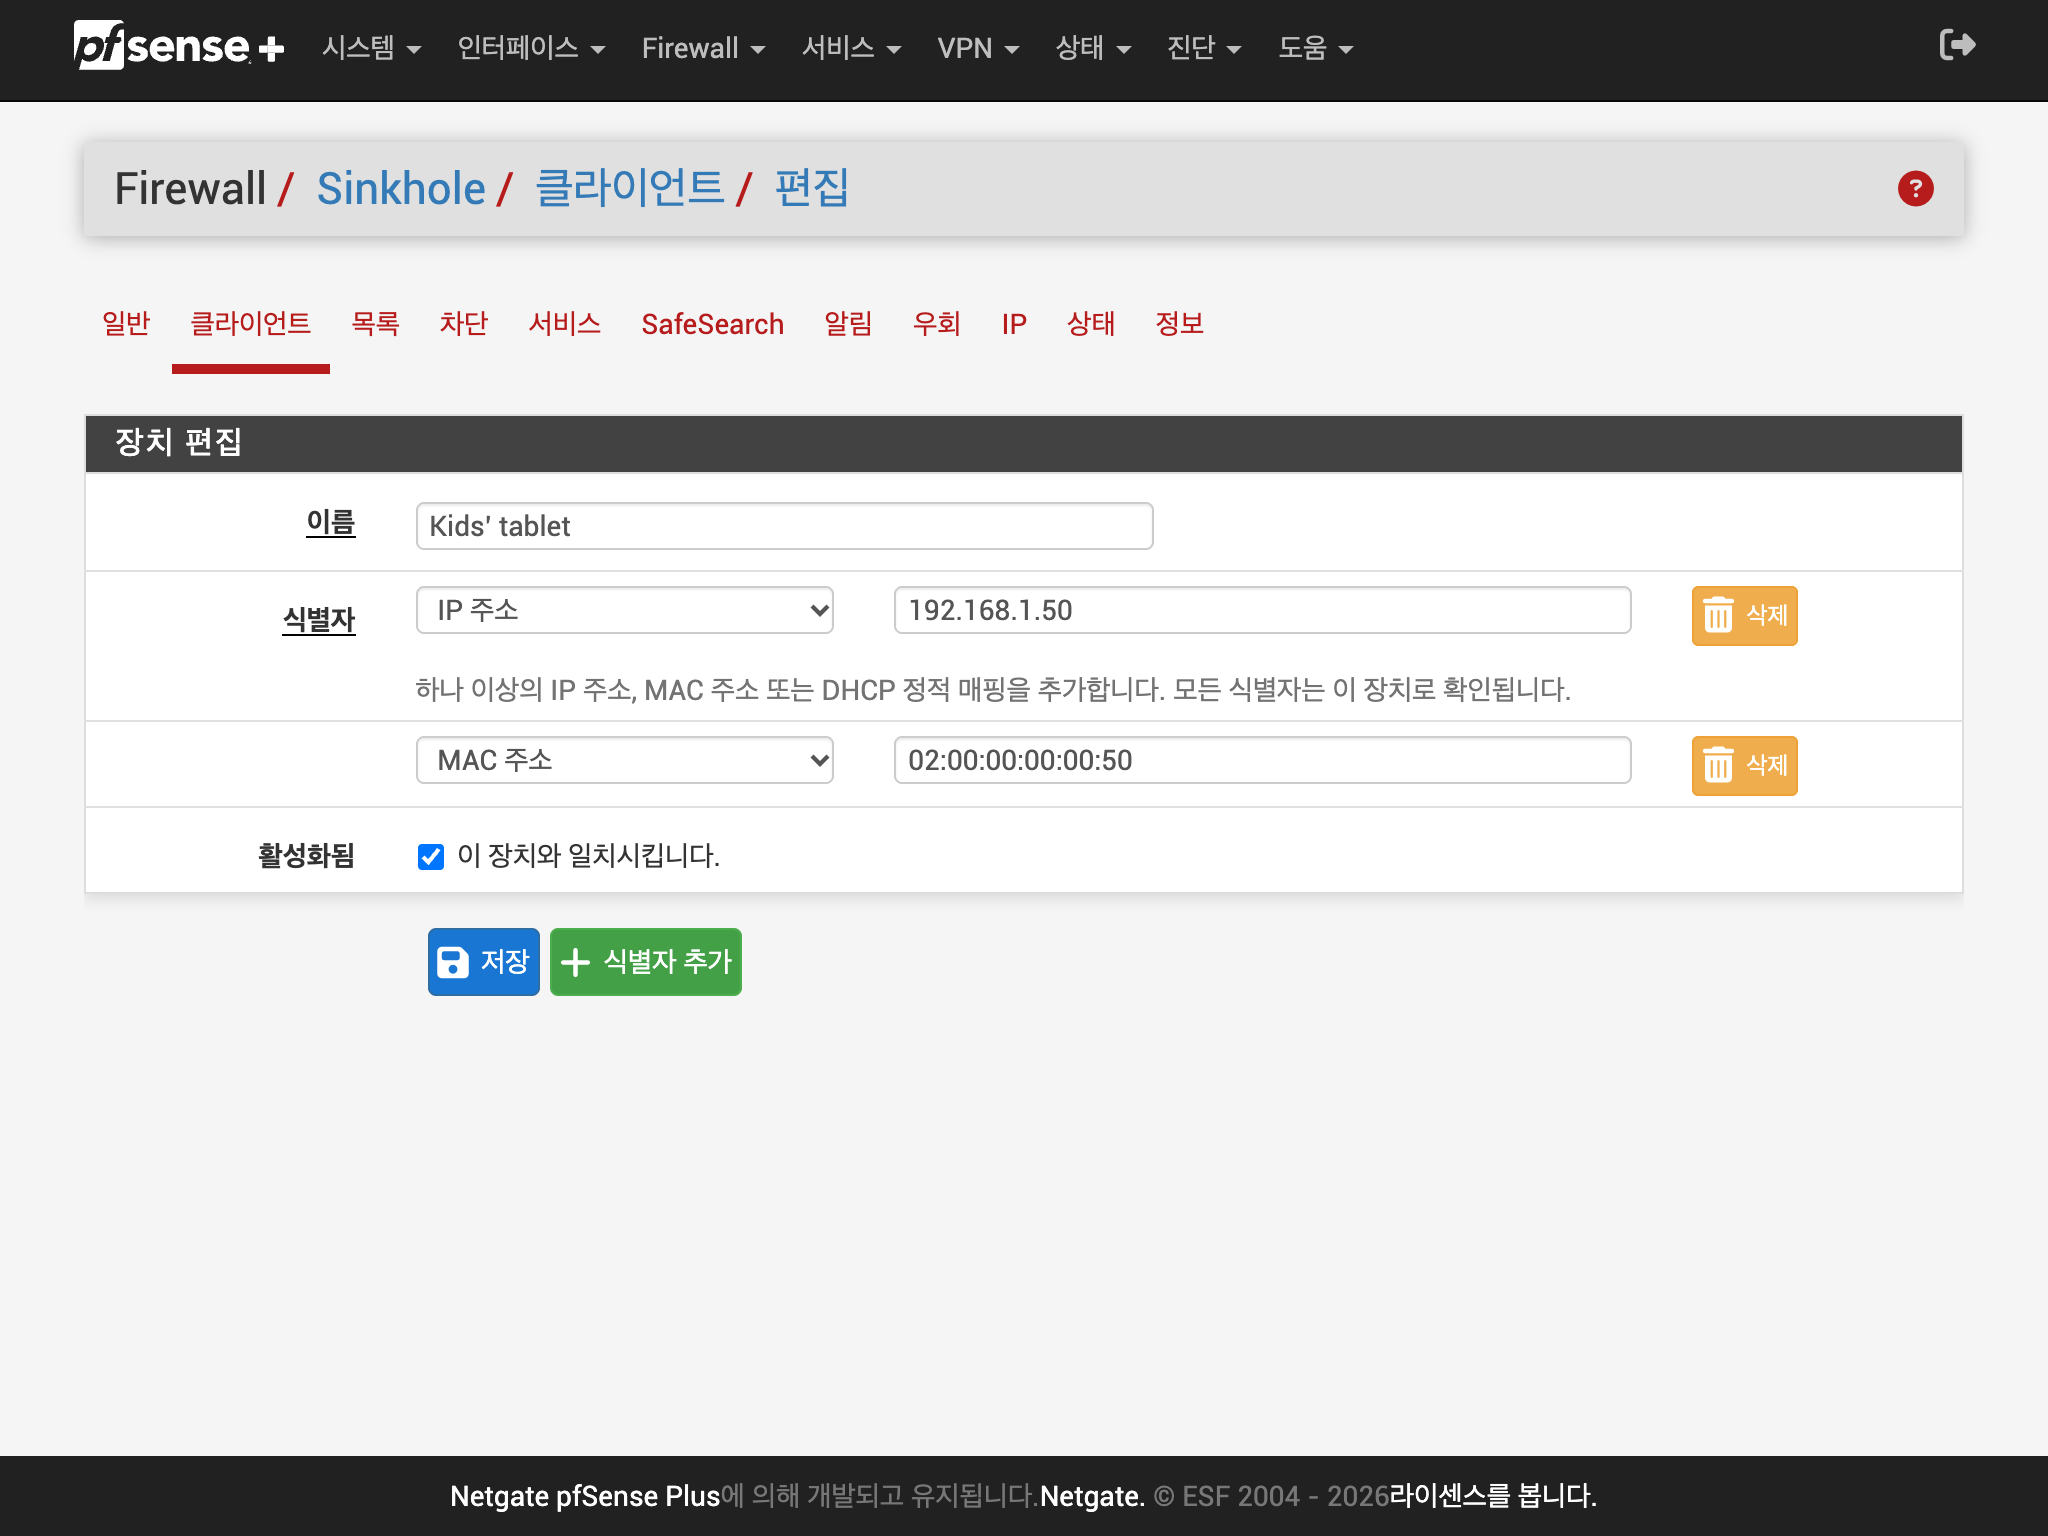 pfsense+ 시스템 인터페이스 Firewall 서비스 VPN 상태 진단 도움
Firewall / Sinkhole / 클라이언트 / 편집
일반 클라이언트 목록 차단 서비스 SafeSearch 알림 우회 IP 상태 정보
장치 편집
이름 Kids' tablet
식별자 IP 주소 192.168.1.50 삭제
하나 이상의 IP 주소, MAC 주소 또는 DHCP 정적 매핑을 추가합니다. 모든 식별자는 이 장치로 확인됩니다.
MAC 주소 02:00:00:00:00:50 삭제
활성화됨 이 장치와 일치시킵니다.
저장 식별자 추가
Netgate pfSense Plus에 의해 개발되고 유지됩니다.Netgate. © ESF 2004 - 2026라이센스를 봅니다.